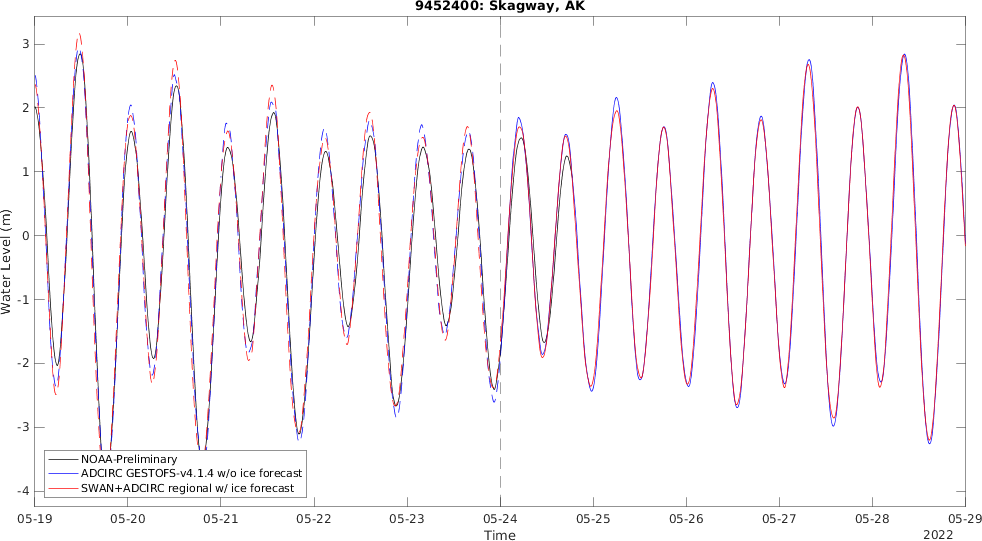 9452400: Skagway, AK
Water Level (m)
3
2
1
0
-1
-2
-3
-4
NOAA-Preliminary
ADCIRC GESTOFS-v4.1.4 w/o ice forecast
SWAN+ADCIRC regional w/ ice forecast
05-19 05-20 05-21 05-22 05-23 05-24 05-25 05-26 05-27 05-28 05-29
Time
2022